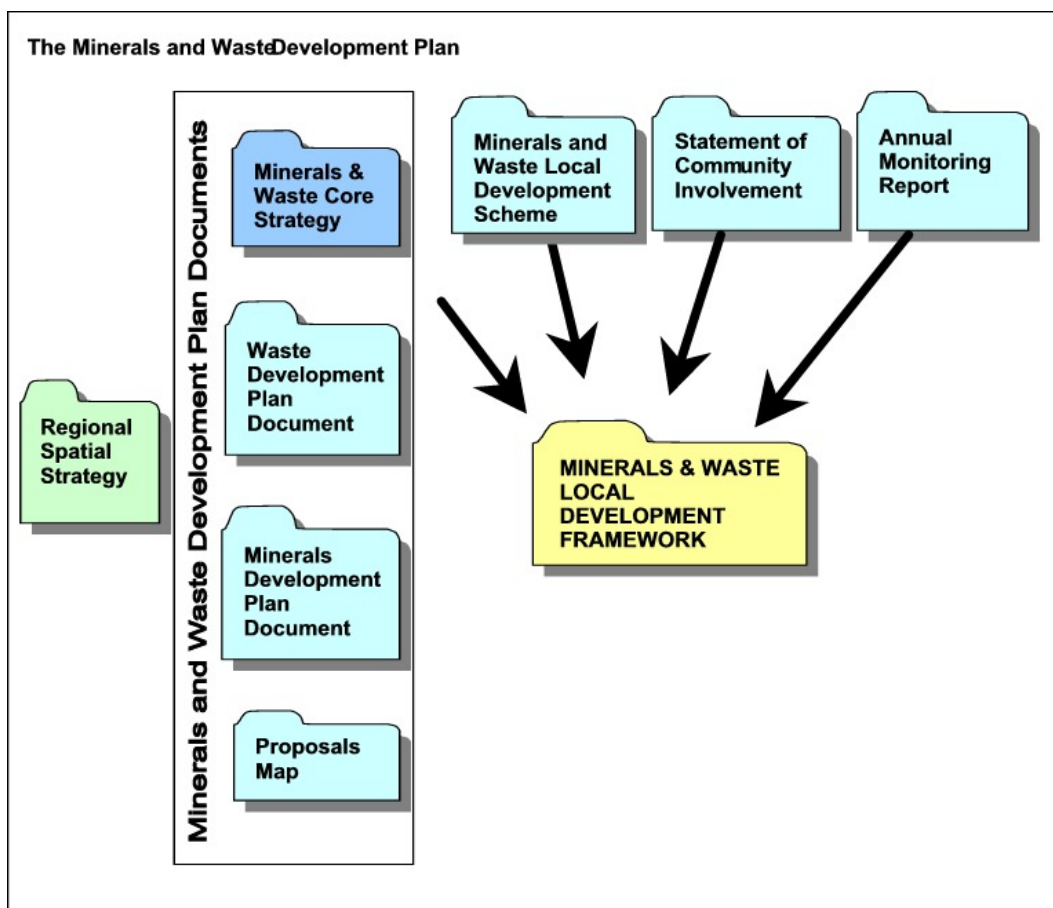 The Minerals and Waste Development Plan
Regional
Spatial
Strategy
Minerals and Waste Development Plan Documents
Minerals &
Waste Core
Strategy
Waste
Development
Plan
Document
Minerals
Development
Plan
Document
Proposals
Map
Minerals and
Waste Local
Development
Scheme
Statement of
Community
Involvement
Annual
Monitoring
Report
MINERALS & WASTE
LOCAL
DEVELOPMENT
FRAMEWORK